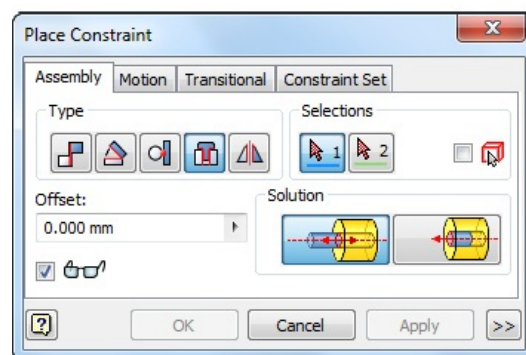 Place Constraint
Assembly Motion Transitional Constraint Set
Type Selections
1 2
Offset: Solution
0.000 mm
OK Cancel Apply >>